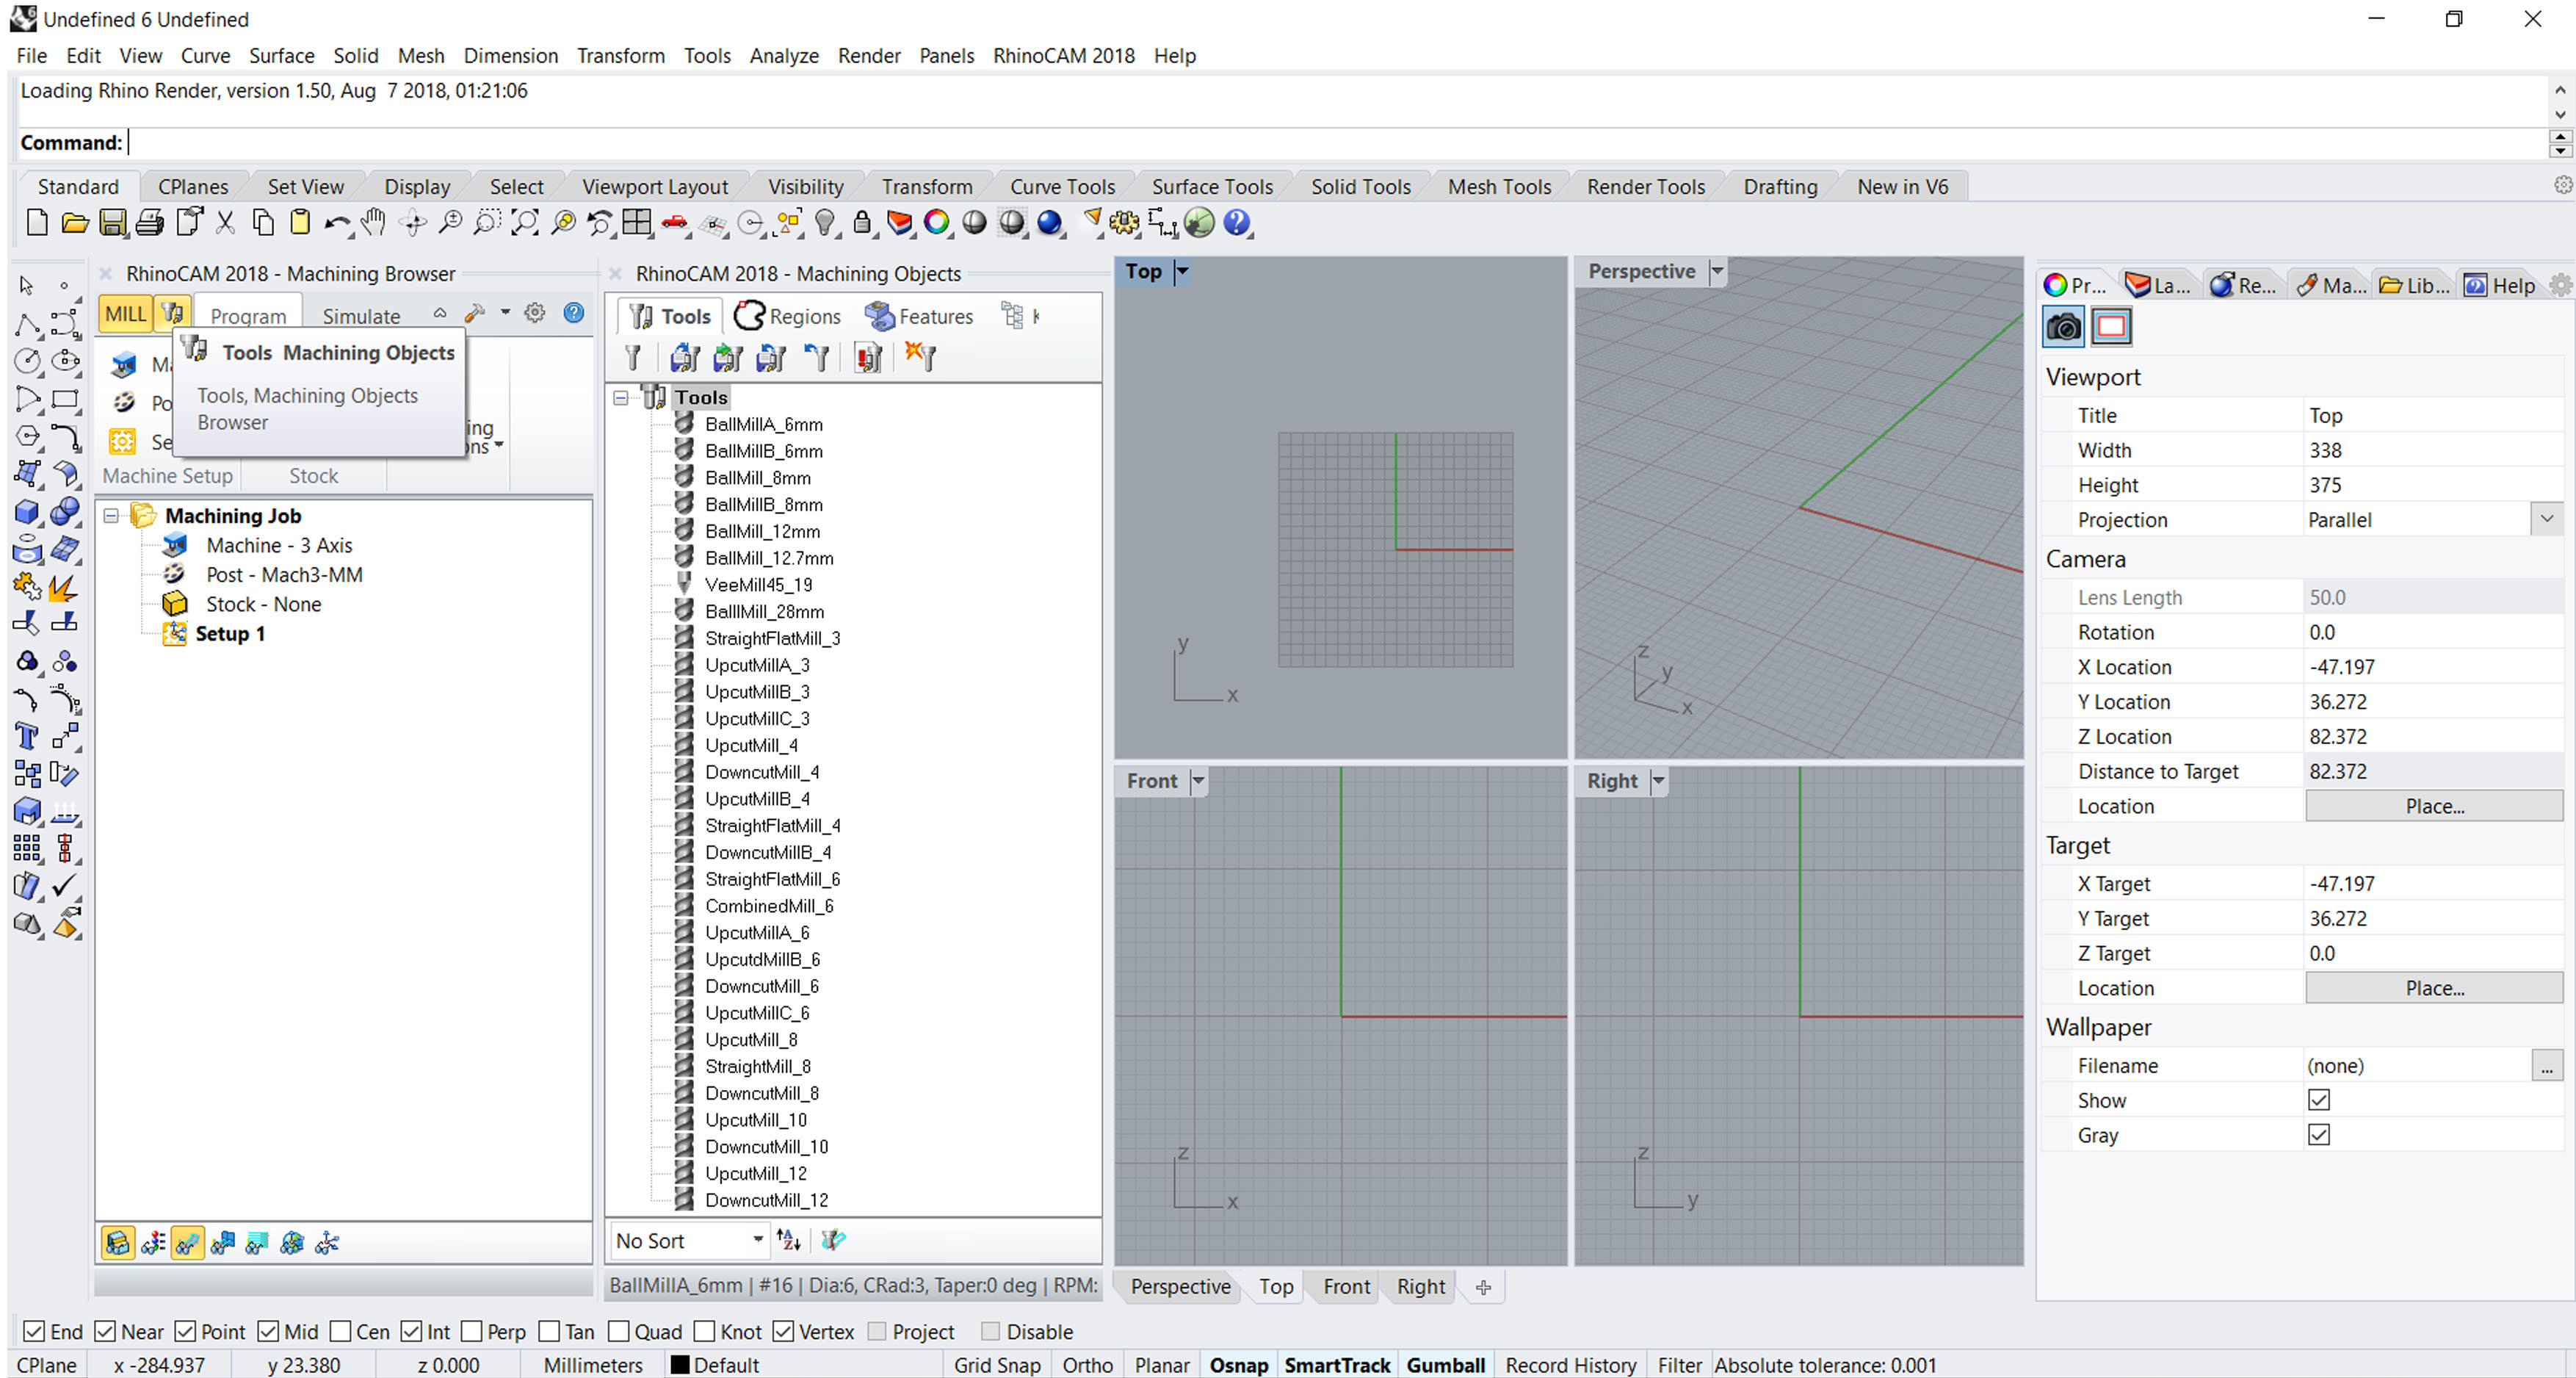 Undefined 6 Undefined
File Edit View Curve Surface Solid Mesh Dimension Transform Tools Analyze Render Panels RhinoCAM 2018 Help
Loading Rhino Render, version 1.50, Aug 7 2018, 01:21:06
Command:
Standard CPlanes Set View Display Select Viewport Layout Visibility Transform Curve Tools Surface Tools Solid Tools Mesh Tools Render Tools Drafting New in V6
RhinoCAM 2018 - Machining Browser
MILL Program Simulate
Tools Machining Objects
Tools, Machining Objects
Browser
Ma
Po
Se
ing
ons
Machine Setup Stock
Machining Job
Machine - 3 Axis
Post - Mach3-MM
Stock - None
Setup 1
RhinoCAM 2018 - Machining Objects
Tools Regions Features
Tools
BallMillA_6mm
BallMillB_6mm
BallMill_8mm
BallMillB_8mm
BallMill_12mm
BallMill_12.7mm
VeeMill45_19
BalllMill_28mm
StraightFlatMill_3
UpcutMillA_3
UpcutMillB_3
UpcutMillC_3
UpcutMill_4
DowncutMill_4
UpcutMillB_4
StraightFlatMill_4
DowncutMillB_4
StraightFlatMill_6
CombinedMill_6
UpcutMillA_6
UpcutdMillB_6
DowncutMill_6
UpcutMillC_6
UpcutMill_8
StraightMill_8
DowncutMill_8
UpcutMill_10
DowncutMill_10
UpcutMill_12
DowncutMill_12
No Sort
BallMillA_6mm | #16 | Dia:6, CRad:3, Taper:0 deg | RPM:
Top
y
x
Perspective
z
y
x
Front
z
x
Right
z
y
Perspective Top Front Right
Pr... La... Re... Ma... Lib... Help
Viewport
Title Top
Width 338
Height 375
Projection Parallel
Camera
Lens Length 50.0
Rotation 0.0
X Location -47.197
Y Location 36.272
Z Location 82.372
Distance to Target 82.372
Location Place...
Target
X Target -47.197
Y Target 36.272
Z Target 0.0
Location Place...
Wallpaper
Filename (none) ...
Show
Gray
End Near Point Mid Cen Int Perp Tan Quad Knot Vertex Project Disable
CPlane x -284.937 y 23.380 z 0.000 Millimeters Default Grid Snap Ortho Planar Osnap SmartTrack Gumball Record History Filter Absolute tolerance: 0.001